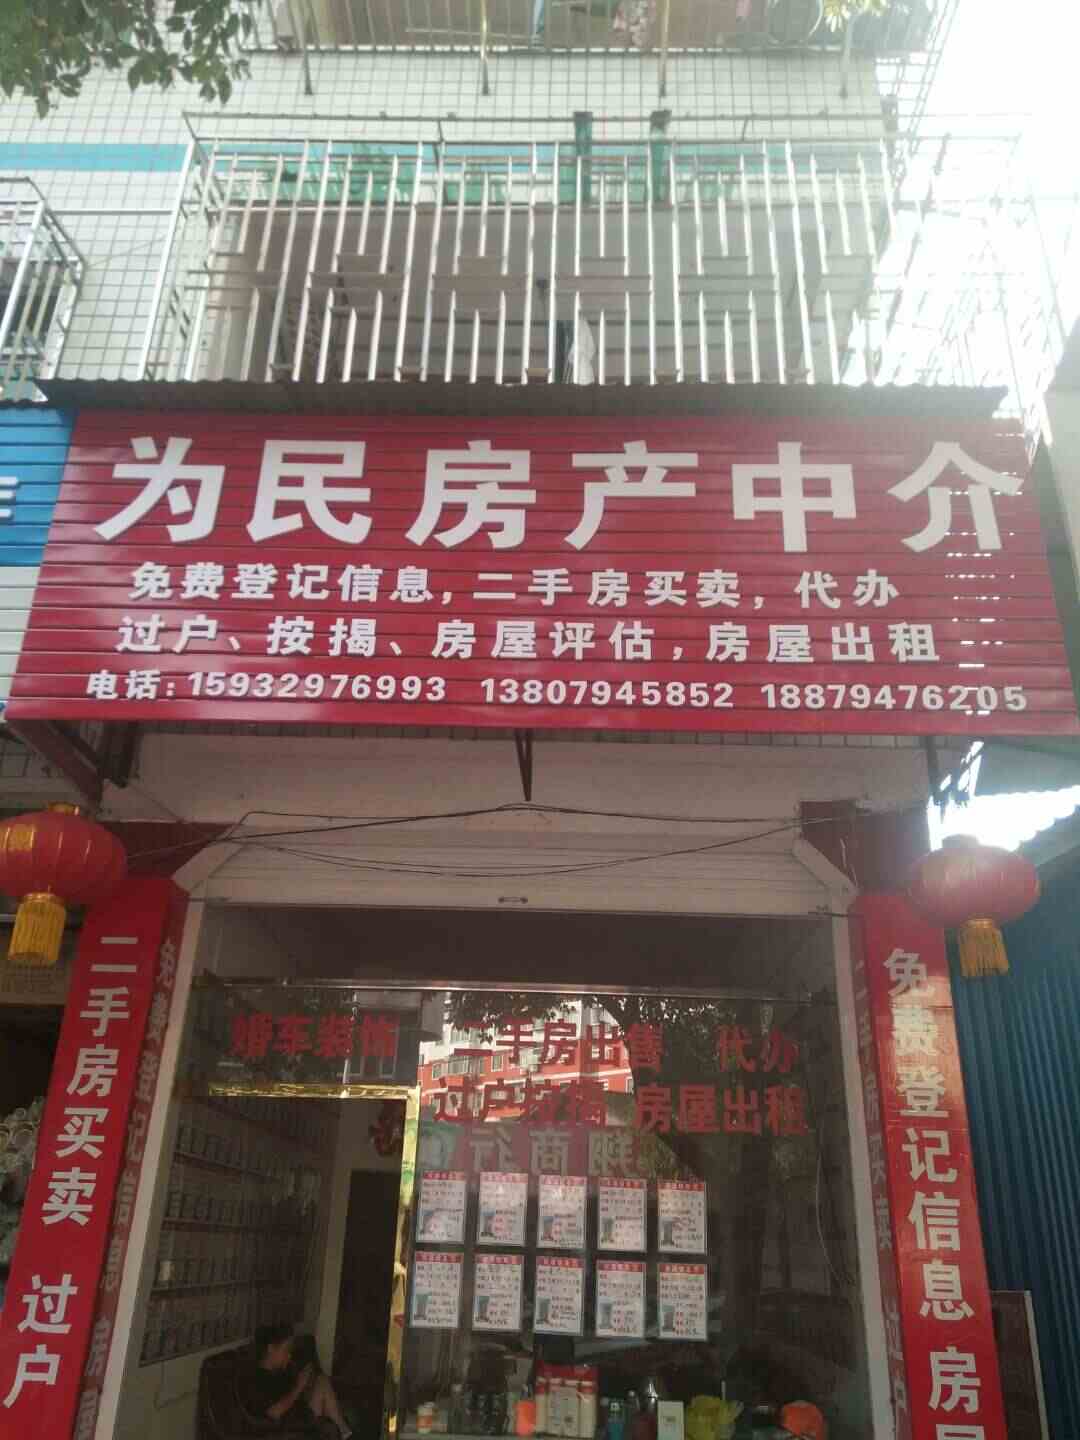 为民房产中介
免费登记信息,二手房买卖,代办
过户、按揭、房屋评估,房屋出租
电话:15932976993 13807945852 18879476205
二手房买卖 过户
免费登记信息 房
婚车装饰 二手房出售 代办
过户按揭 房屋出租
翔商行